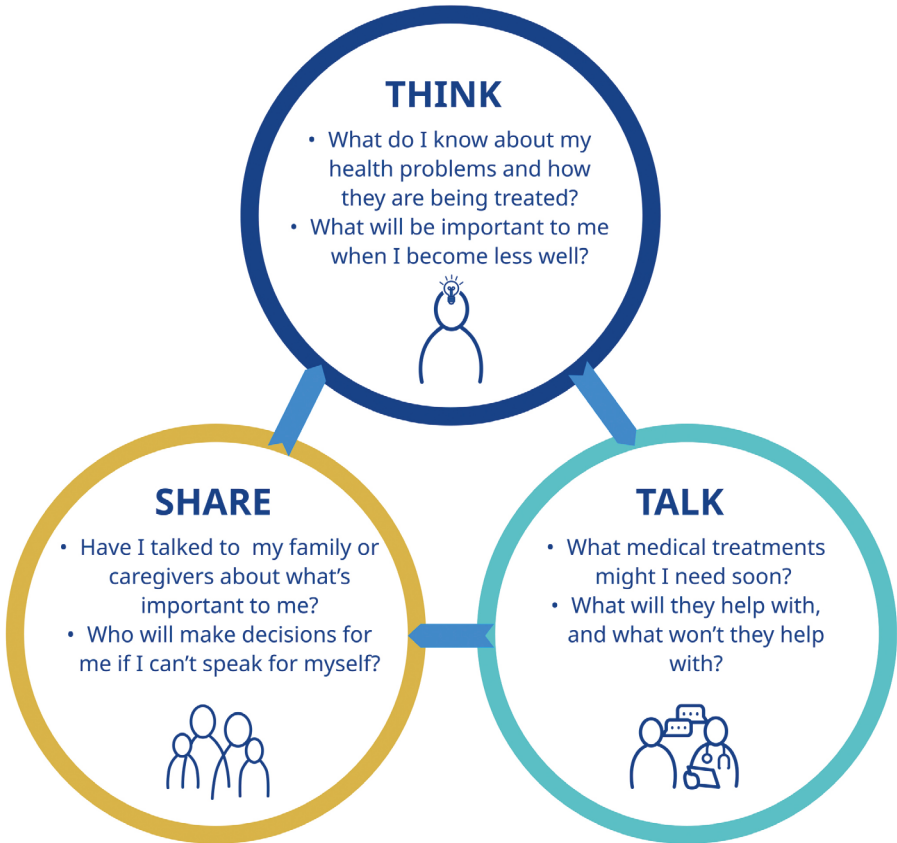 THINK
• What do I know about my
health problems and how
they are being treated?
• What will be important to me
when I become less well?
SHARE
• Have I talked to  my family or
caregivers about what’s
important to me?
• Who will make decisions for
me if I can’t speak for myself?
TALK
• What medical treatments
might I need soon?
• What will they help with,
and what won’t they help
with?